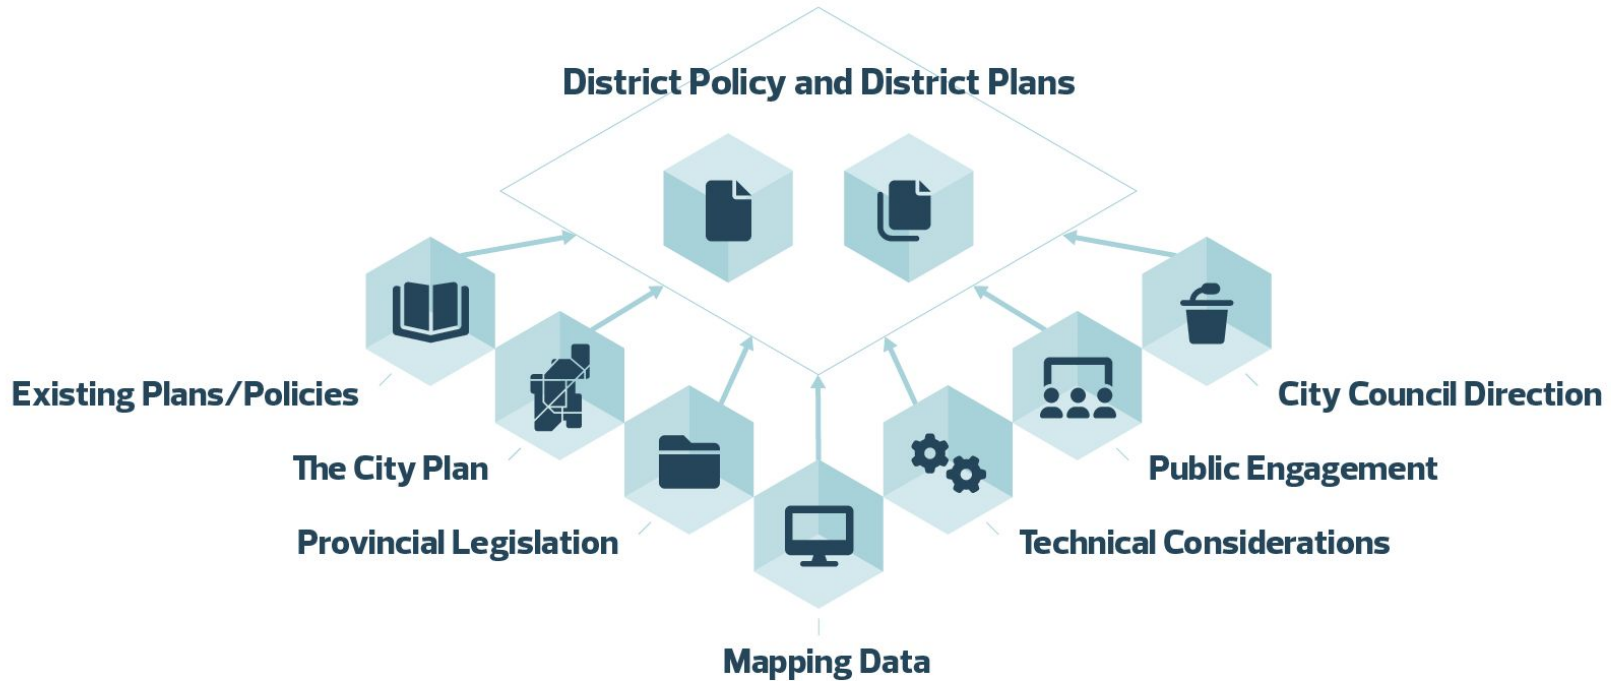 District Policy and District Plans
Existing Plans/Policies
City Council Direction
The City Plan
Public Engagement
Provincial Legislation
Technical Considerations
Mapping Data